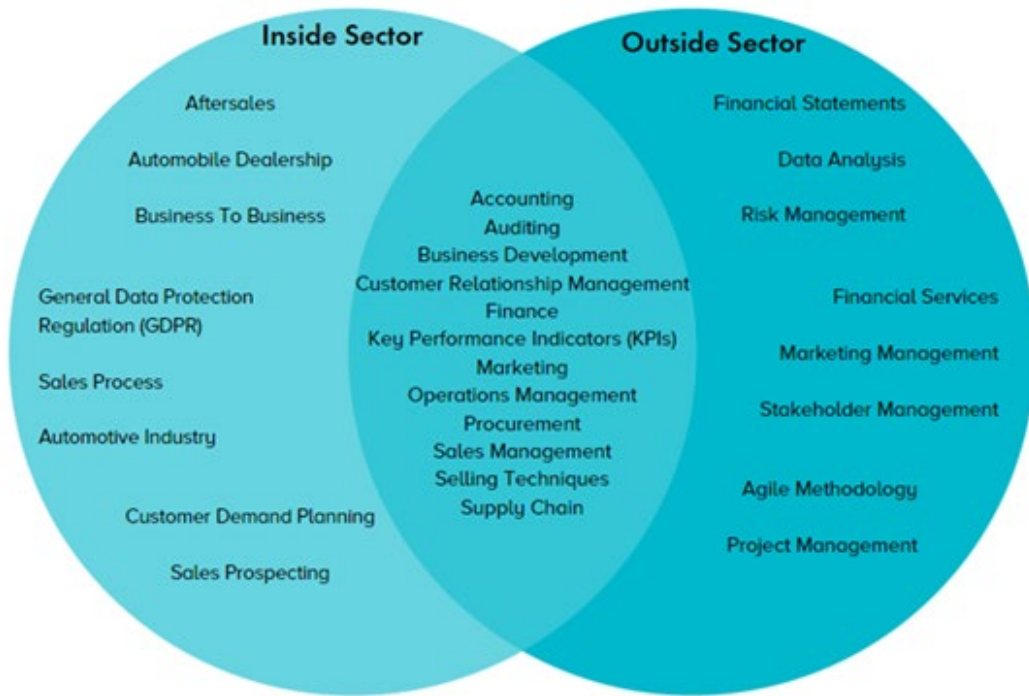 Inside Sector
Aftersales
Automobile Dealership
Business To Business
General Data Protection
Regulation (GDPR)
Sales Process
Automotive Industry
Customer Demand Planning
Sales Prospecting
Accounting
Auditing
Business Development
Customer Relationship Management
Finance
Key Performance Indicators (KPIs)
Marketing
Operations Management
Procurement
Sales Management
Selling Techniques
Supply Chain
Outside Sector
Financial Statements
Data Analysis
Risk Management
Financial Services
Marketing Management
Stakeholder Management
Agile Methodology
Project Management